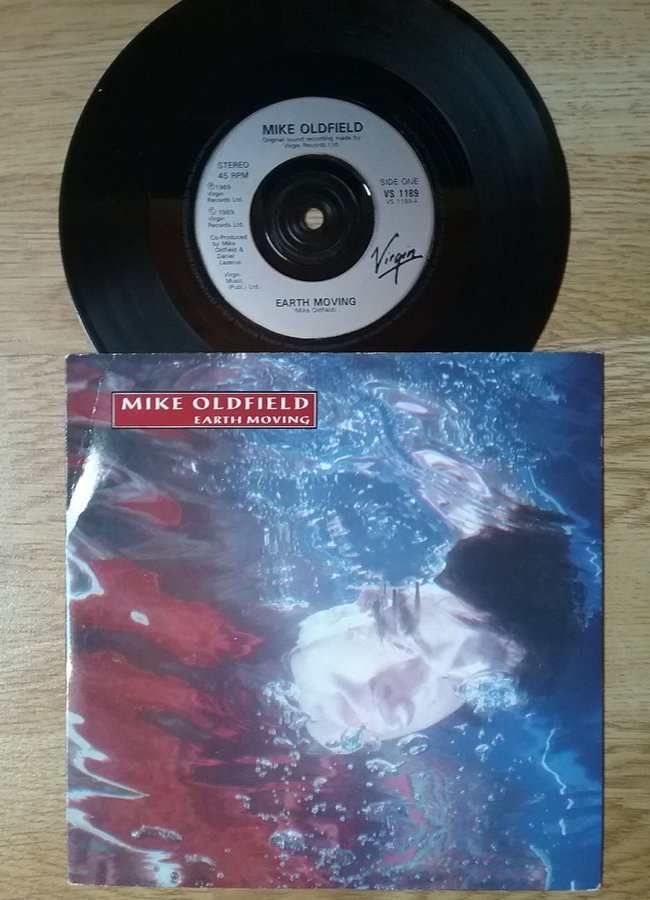 MIKE OLDFIELD
Original sound recording made by
Virgin Records Ltd.
STEREO
45 RPM
℗1989
Virgin
Records Ltd.
© 1989
Virgin
Records Ltd.
Co-Produced
by Mike
Oldfield &
Daniel
Lazerus
Virgin
Music
(Publ.) Ltd.
SIDE ONE
VS 1189
VS 1189-A
Virgin
EARTH MOVING
(Mike Oldfield)
MIKE OLDFIELD
EARTH MOVING